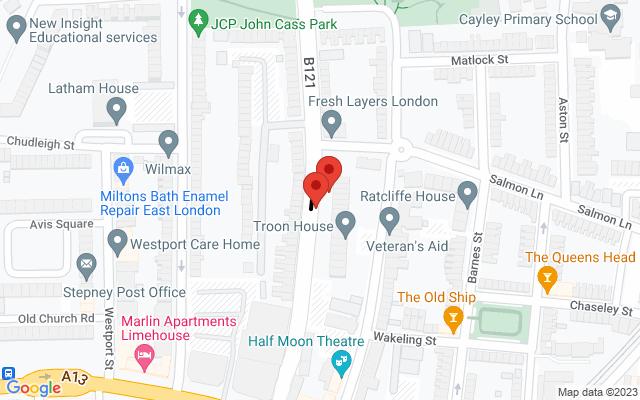 New Insight
Educational services
JCP John Cass Park
Cayley Primary School
Matlock St
B121
Latham House
Fresh Layers London
Aston St
Chudleigh St
Wilmax
Salmon Ln
Miltons Bath Enamel
Repair East London
Ratcliffe House
Salmon Ln
Avis Square
Troon House
Westport Care Home
Veteran's Aid
Barnes St
The Queens Head
Stepney Post Office
The Old Ship
Chaseley St
Old Church Rd
Westport St
Marlin Apartments
Limehouse
Half Moon Theatre
Wakeling St
A13
Google
Map data ©2023